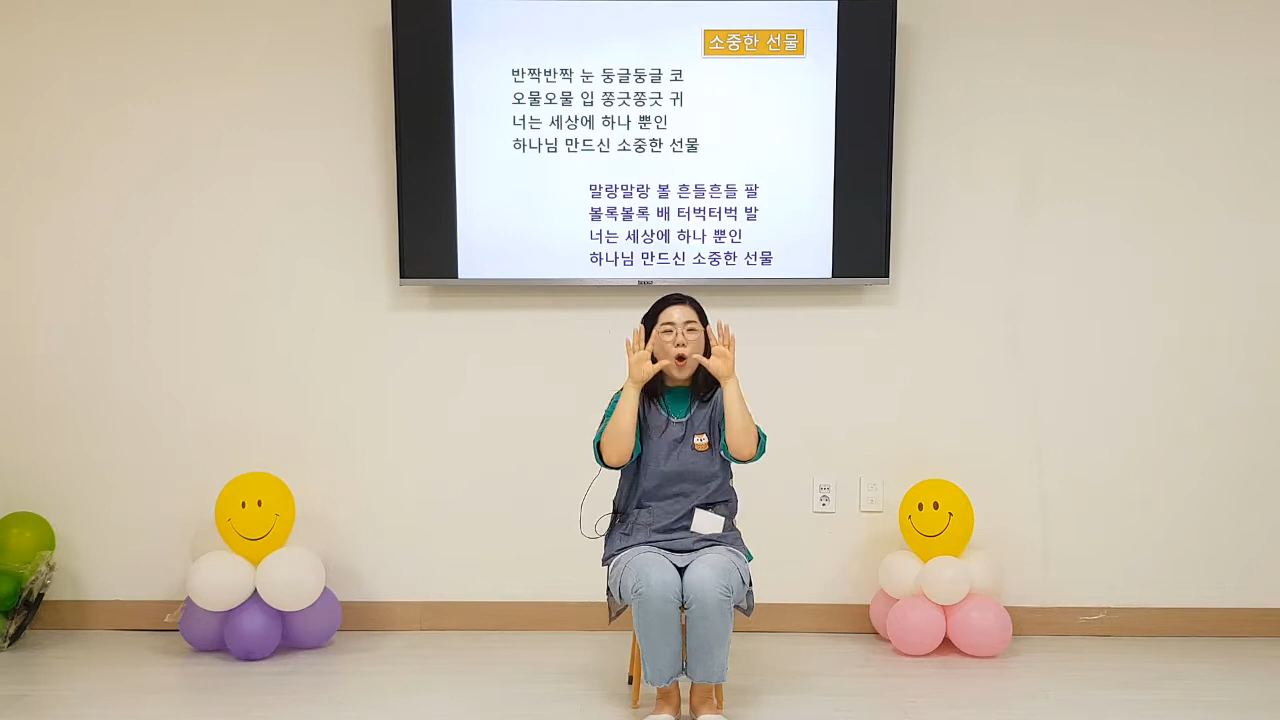 소중한 선물
반짝반짝 눈 둥글둥글 코
오물오물 입 쫑긋쫑긋 귀
너는 세상에 하나 뿐인
하나님 만드신 소중한 선물
말랑말랑 볼 흔들흔들 팔
볼록볼록 배 터벅터벅 발
너는 세상에 하나 뿐인
하나님 만드신 소중한 선물